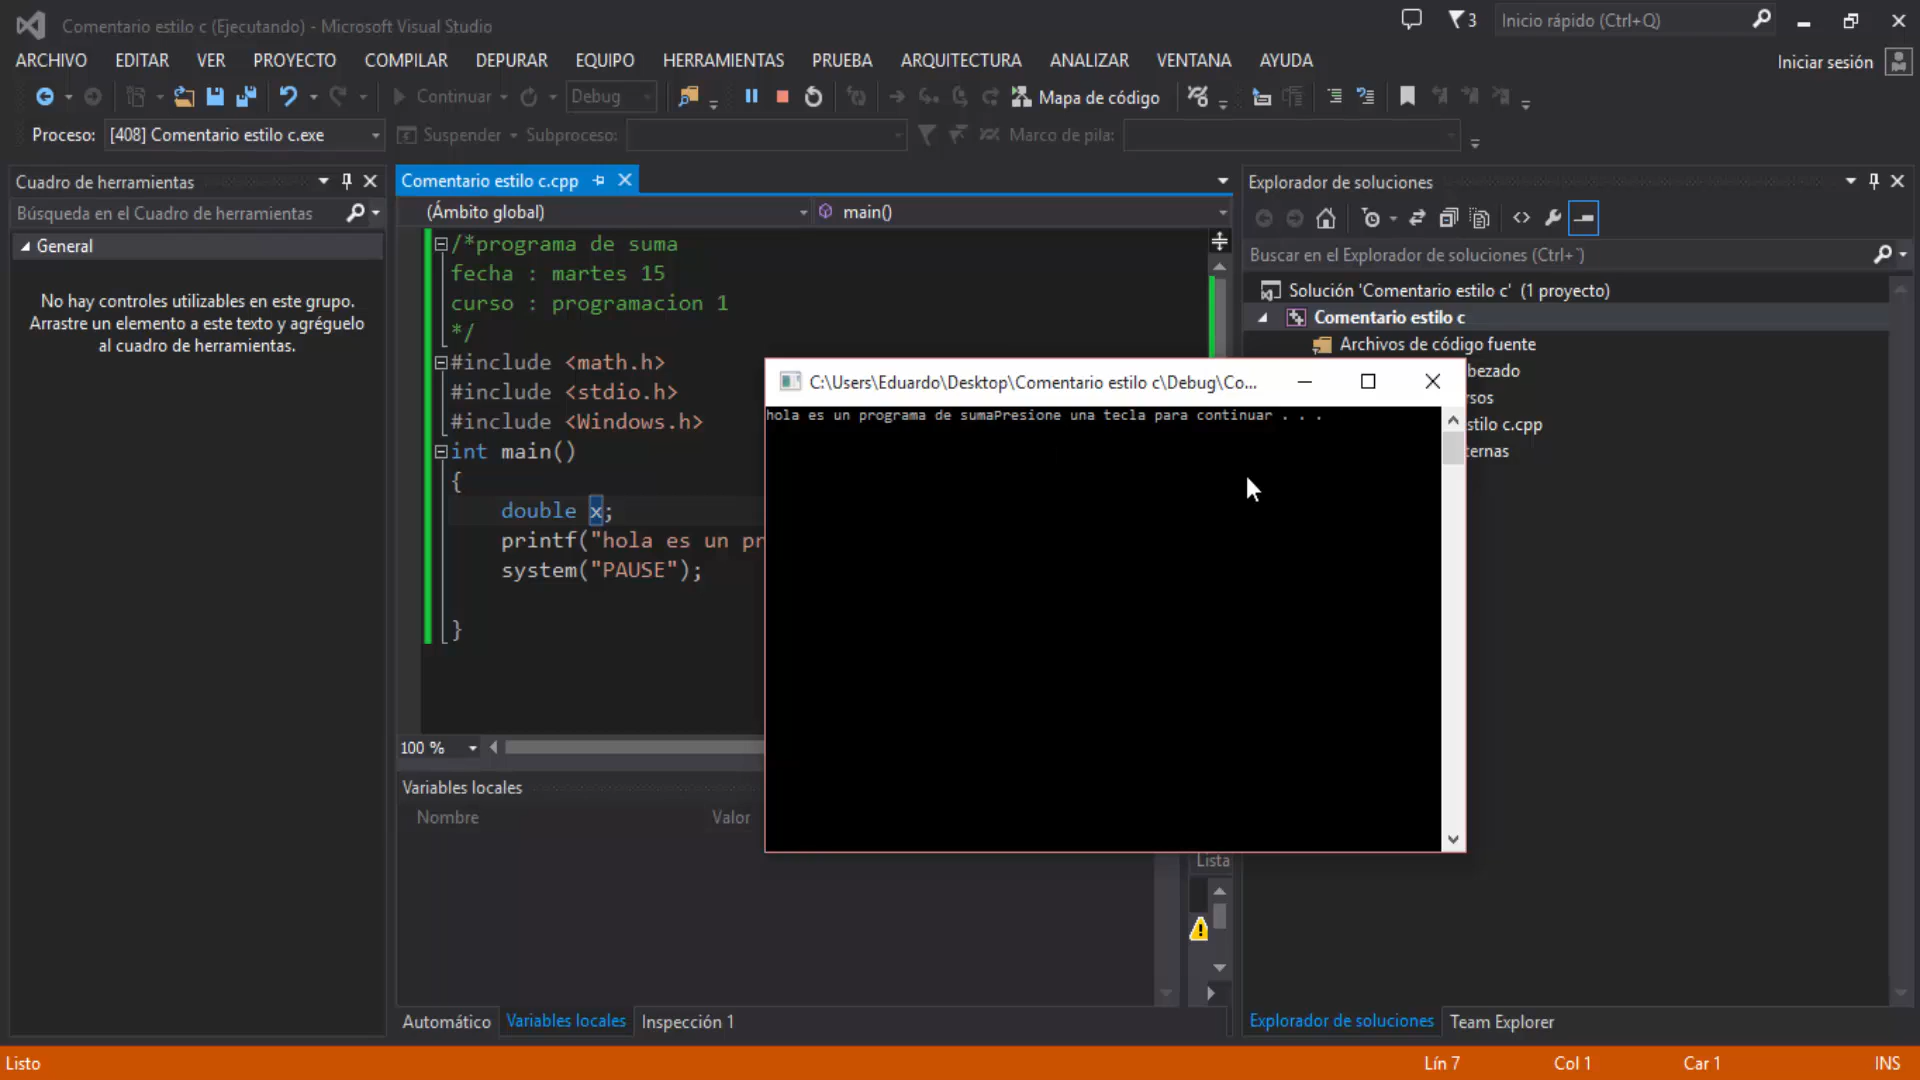 Comentario estilo c (Ejecutando) - Microsoft Visual Studio
3
Inicio rápido (Ctrl+Q)
ARCHIVO EDITAR VER PROYECTO COMPILAR DEPURAR EQUIPO HERRAMIENTAS PRUEBA ARQUITECTURA ANALIZAR VENTANA AYUDA
Iniciar sesión
Continuar
Debug
Mapa de código
Proceso: [408] Comentario estilo c.exe
Suspender
Subproceso:
Marco de pila:
Cuadro de herramientas
Búsqueda en el Cuadro de herramientas
General
No hay controles utilizables en este grupo.
Arrastre un elemento a este texto y agréguelo
al cuadro de herramientas.
Comentario estilo c.cpp
(Ámbito global)
main()
/*programa de suma
fecha : martes 15
curso : programacion 1
*/
#include <math.h>
#include <stdio.h>
#include <Windows.h>
int main()
{
double x;
printf("hola es un pr
system("PAUSE");
}
100 %
Variables locales
Nombre
Valor
Lista
Automático
Variables locales
Inspección 1
C:\Users\Eduardo\Desktop\Comentario estilo c\Debug\Co...
hola es un programa de sumaPresione una tecla para continuar . . .
Explorador de soluciones
Buscar en el Explorador de soluciones (Ctrl+¨)
Solución 'Comentario estilo c' (1 proyecto)
Comentario estilo c
Archivos de código fuente
bezado
rsos
stilo c.cpp
ternas
Explorador de soluciones
Team Explorer
Listo
Lín 7
Col 1
Car 1
INS